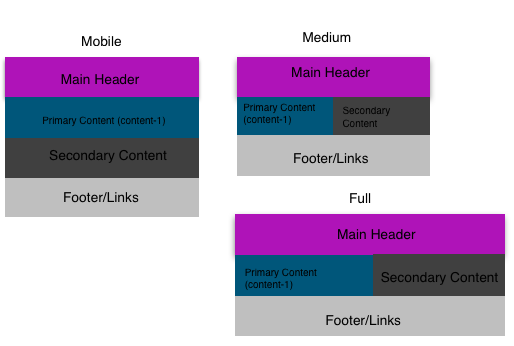 Mobile
Main Header
Primary Content (content-1)
Secondary Content
Footer/Links
Medium
Main Header
Primary Content
(content-1)
Secondary
Content
Footer/Links
Full
Main Header
Primary Content
(content-1)
Secondary Content
Footer/Links